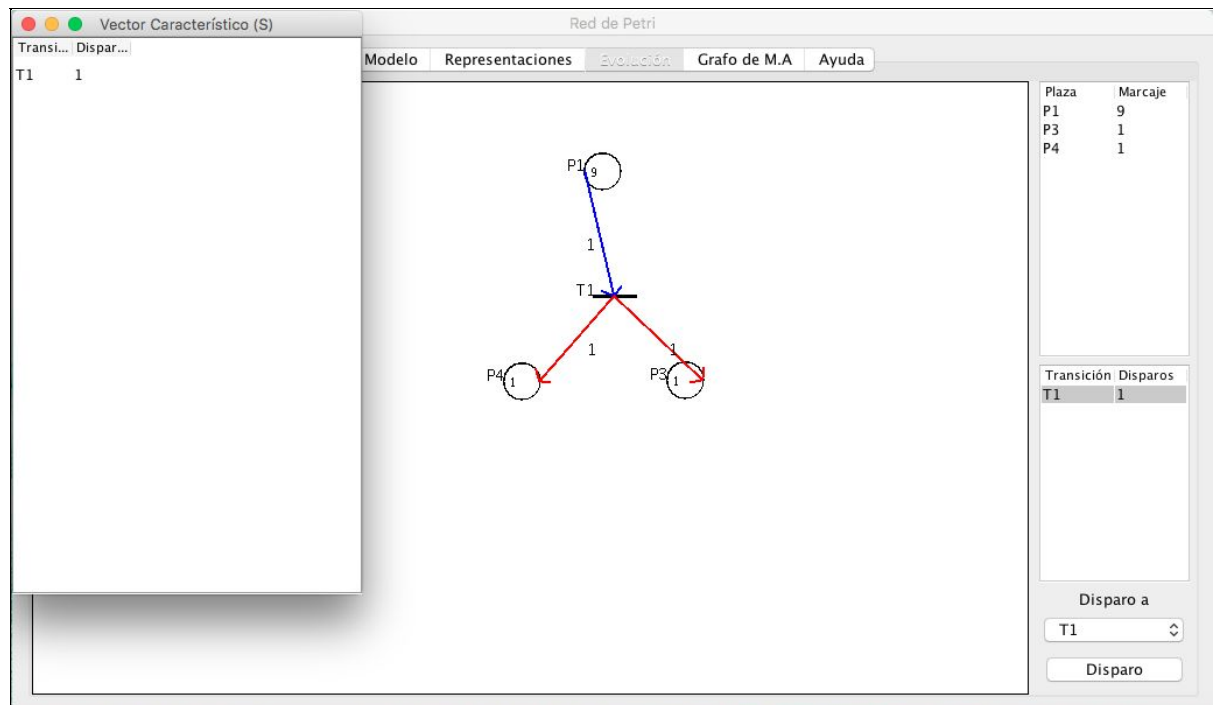 Vector Característico (S)
Red de Petri
Transi... Dispar...
T1 1
Modelo Representaciones Evolución Grafo de M.A Ayuda
Plaza Marcaje
P1 9
P3 1
P4 1
P1 9
1
T1
1 1
P4 1
P3 1
Transición Disparos
T1 1
Disparo a
T1
Disparo